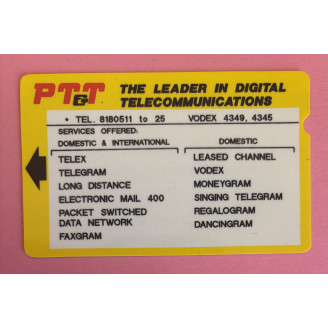 PT&T THE LEADER IN DIGITAL
TELECOMMUNICATIONS
• TEL. 8180511 to 25 VODEX 4349, 4345
SERVICES OFFERED:
DOMESTIC & INTERNATIONAL
TELEX
TELEGRAM
LONG DISTANCE
ELECTRONIC MAIL 400
PACKET SWITCHED
DATA NETWORK
FAXGRAM
DOMESTIC
LEASED CHANNEL
VODEX
MONEYGRAM
SINGING TELEGRAM
REGALOGRAM
DANCINGRAM